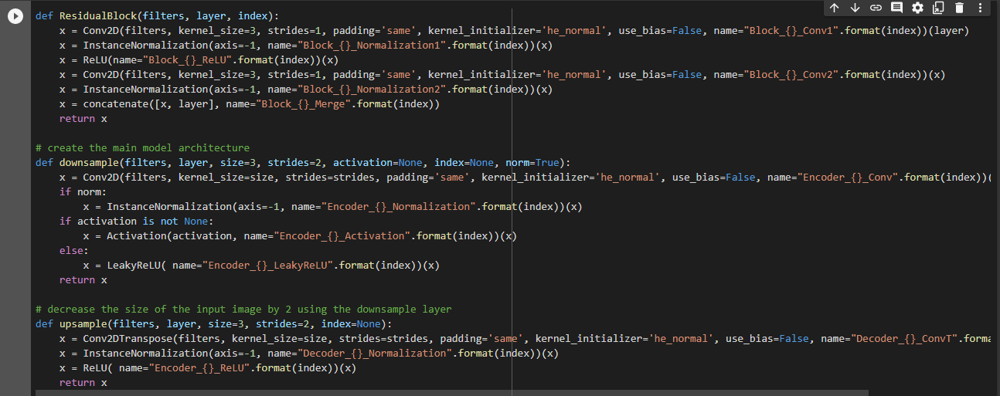 def ResidualBlock(filters, layer, index):
    x = Conv2D(filters, kernel_size=3, strides=1, padding='same', kernel_initializer='he_normal', use_bias=False, name="Block_{}_Conv1".format(index))(layer)
    x = InstanceNormalization(axis=-1, name="Block_{}_Normalization1".format(index))(x)
    x = ReLU(name="Block_{}_ReLU".format(index))(x)
    x = Conv2D(filters, kernel_size=3, strides=1, padding='same', kernel_initializer='he_normal', use_bias=False, name="Block_{}_Conv2".format(index))(x)
    x = InstanceNormalization(axis=-1, name="Block_{}_Normalization2".format(index))(x)
    x = concatenate([x, layer], name="Block_{}_Merge".format(index))
    return x

# create the main model architecture
def downsample(filters, layer, size=3, strides=2, activation=None, index=None, norm=True):
    x = Conv2D(filters, kernel_size=size, strides=strides, padding='same', kernel_initializer='he_normal', use_bias=False, name="Encoder_{}_Conv".format(index))(
    if norm:
        x = InstanceNormalization(axis=-1, name="Encoder_{}_Normalization".format(index))(x)
    if activation is not None:
        x = Activation(activation, name="Encoder_{}_Activation".format(index))(x)
    else:
        x = LeakyReLU( name="Encoder_{}_LeakyReLU".format(index))(x)
    return x

# decrease the size of the input image by 2 using the downsample layer
def upsample(filters, layer, size=3, strides=2, index=None):
    x = Conv2DTranspose(filters, kernel_size=size, strides=strides, padding='same', kernel_initializer='he_normal', use_bias=False, name="Decoder_{}_ConvT".forma
    x = InstanceNormalization(axis=-1, name="Decoder_{}_Normalization".format(index))(x)
    x = ReLU( name="Encoder_{}_ReLU".format(index))(x)
    return x